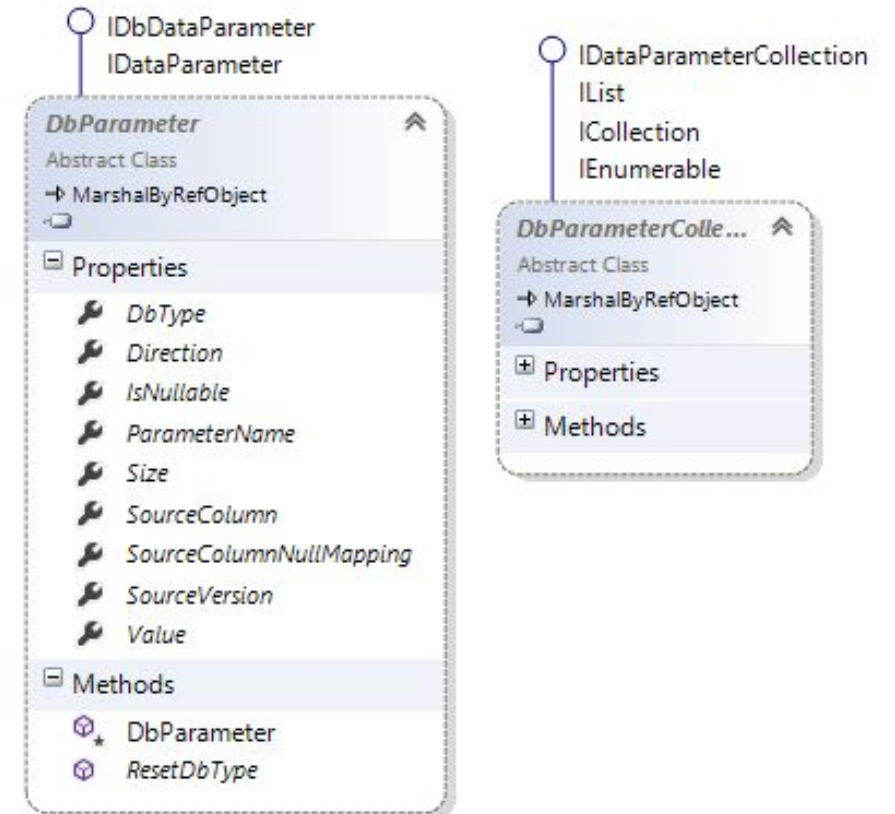 IDbDataParameter
IDataParameter
DbParameter
Abstract Class
MarshalByRefObject
Properties
DbType
Direction
IsNullable
ParameterName
Size
SourceColumn
SourceColumnNullMapping
SourceVersion
Value
Methods
DbParameter
ResetDbType
IDataParameterCollection
IList
ICollection
IEnumerable
DbParameterColle...
Abstract Class
MarshalByRefObject
Properties
Methods